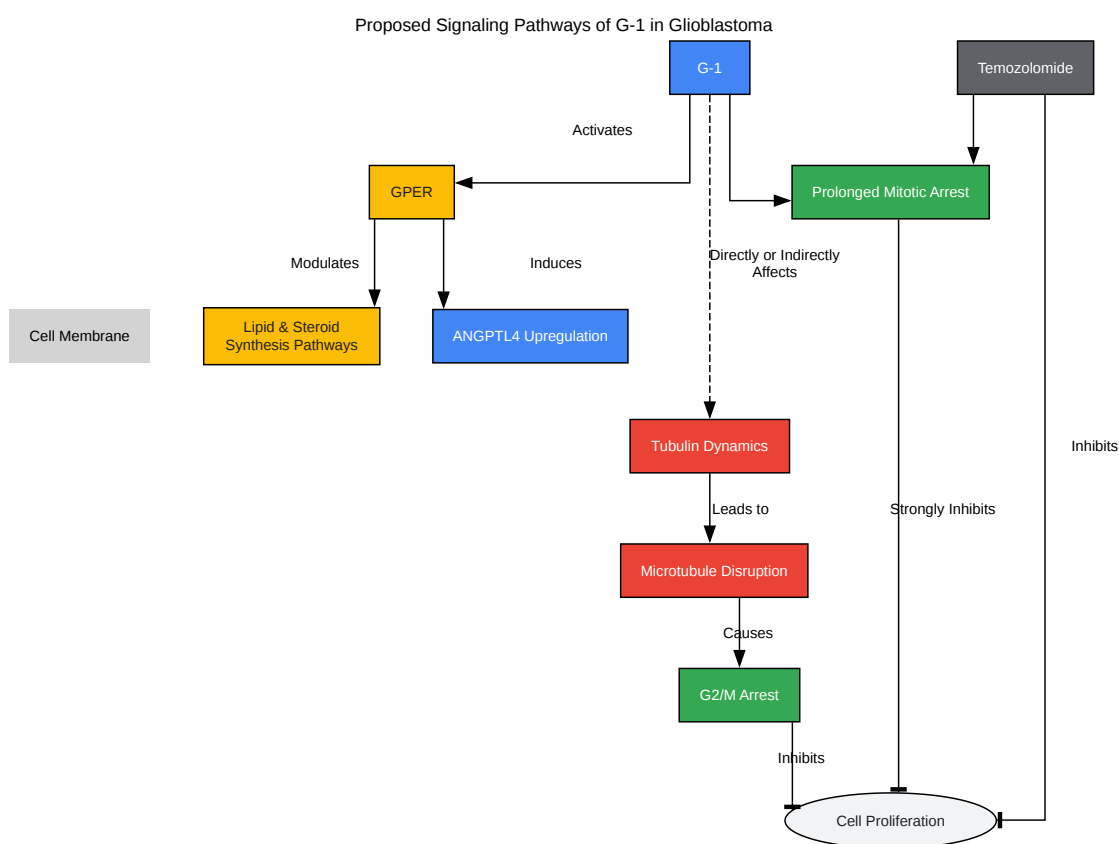 Proposed Signaling Pathways of G-1 in Glioblastoma
G-1
Temozolomide
Activates
GPER
Prolonged Mitotic Arrest
Modulates
Induces
Directly or Indirectly
Affects
Cell Membrane
Lipid & Steroid
Synthesis Pathways
ANGPTL4 Upregulation
Tubulin Dynamics
Inhibits
Leads to
Strongly Inhibits
Microtubule Disruption
Causes
G2/M Arrest
Inhibits
Cell Proliferation